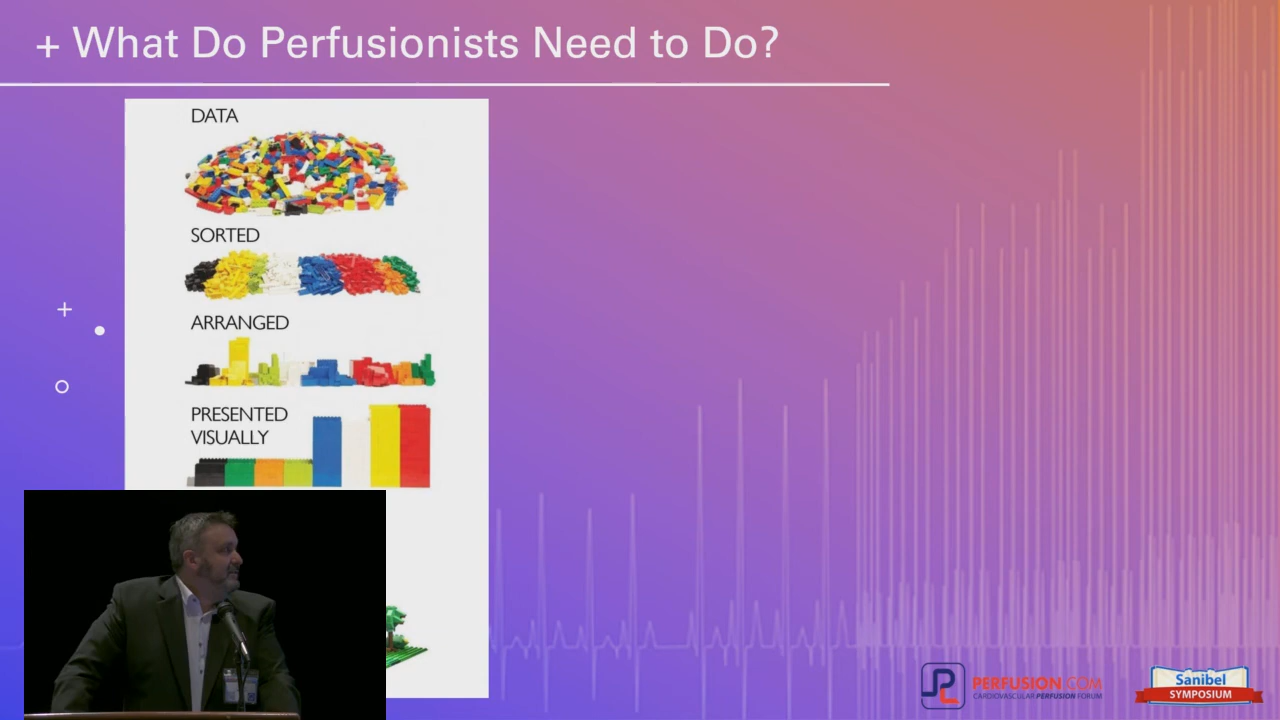 + What Do Perfusionists Need to Do?
DATA
SORTED
ARRANGED
PRESENTED
VISUALLY
PERFUSION.COM
CARDIOVASCULAR PERFUSION FORUM
Sanibel
SYMPOSIUM